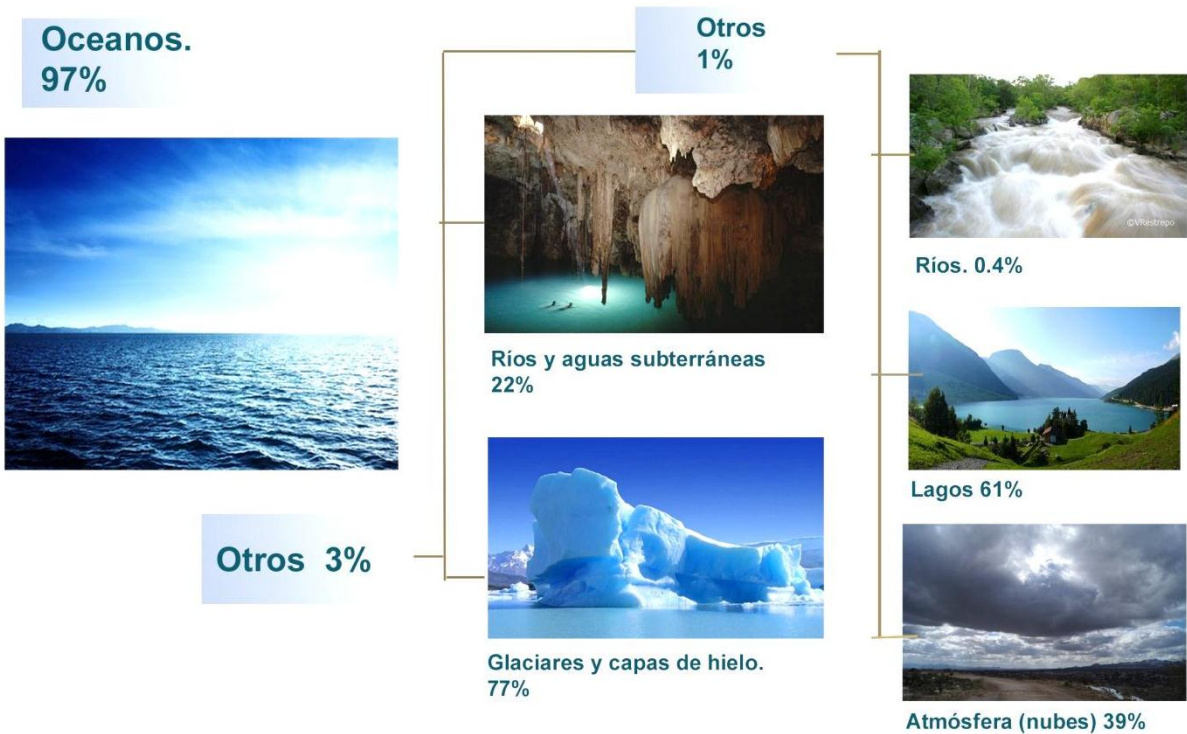 Oceanos.
97%
Otros 3%
Otros
1%
Ríos y aguas subterráneas
22%
Glaciares y capas de hielo.
77%
©VRestrepo
Ríos. 0.4%
Lagos 61%
Atmósfera (nubes) 39%